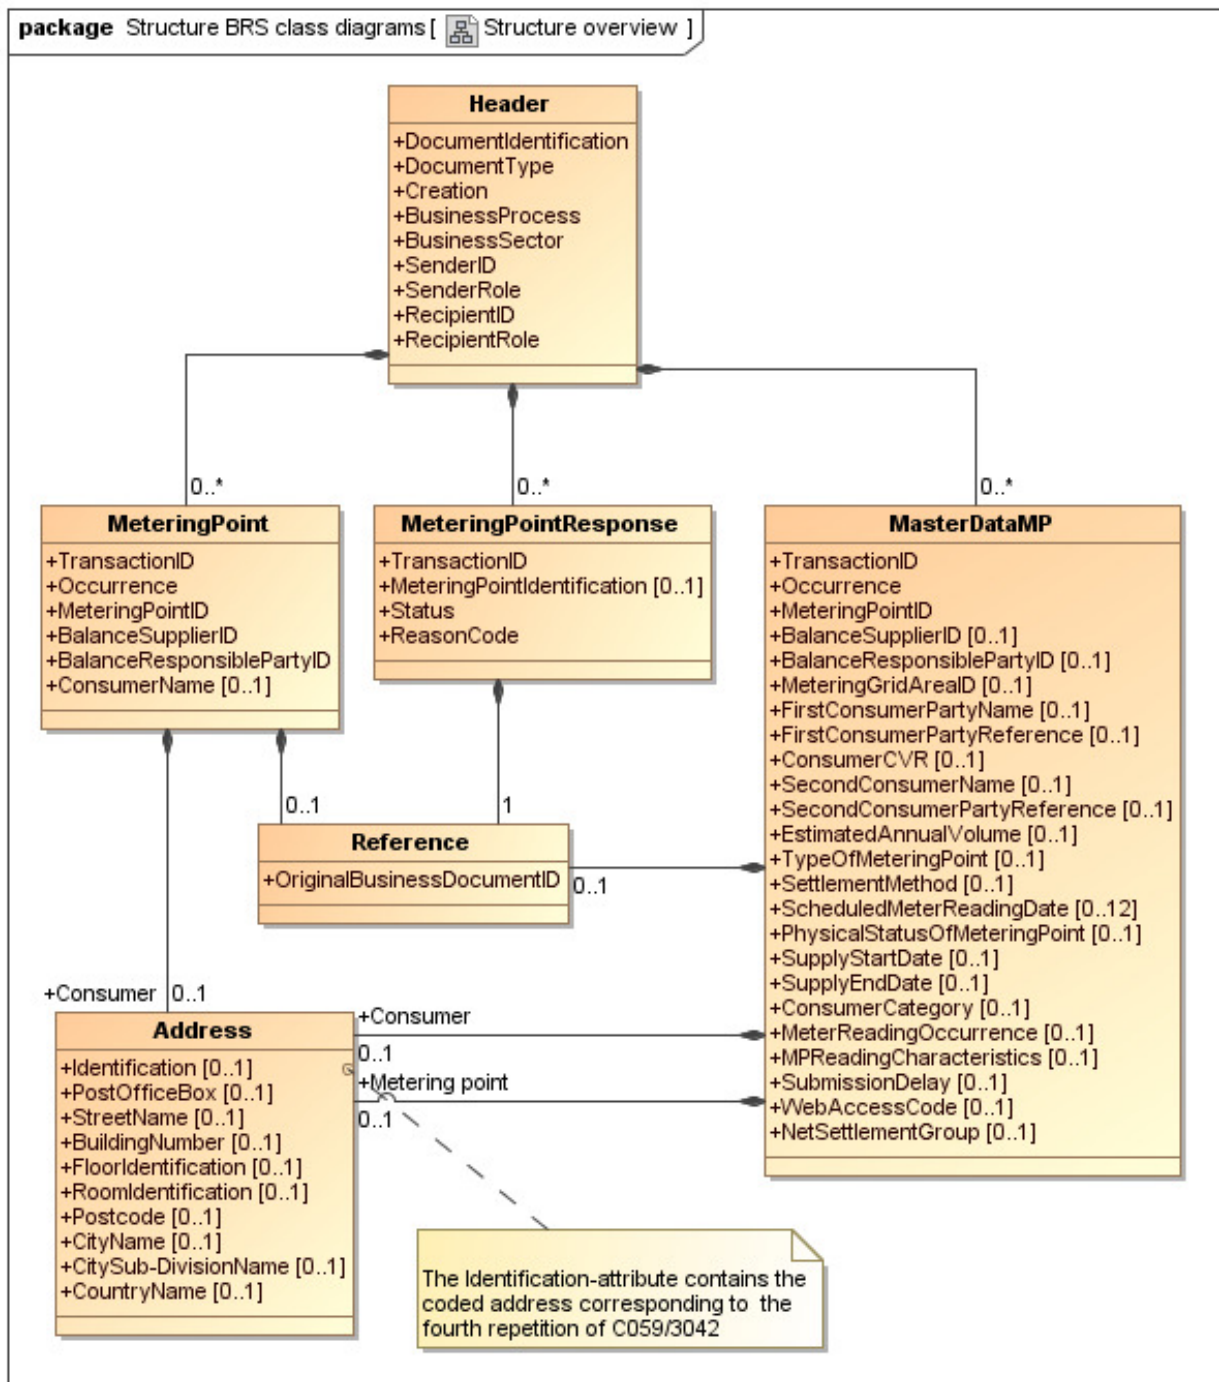 package Structure BRS class diagrams [ Structure overview ]
Header
+DocumentIdentification
+DocumentType
+Creation
+BusinessProcess
+BusinessSector
+SenderID
+SenderRole
+RecipientID
+RecipientRole
0..*
0..*
0..*
MeteringPoint
+TransactionID
+Occurrence
+MeteringPointID
+BalanceSupplierID
+BalanceResponsiblePartyID
+ConsumerName [0..1]
MeteringPointResponse
+TransactionID
+MeteringPointIdentification [0..1]
+Status
+ReasonCode
MasterDataMP
+TransactionID
+Occurrence
+MeteringPointID
+BalanceSupplierID [0..1]
+BalanceResponsiblePartyID [0..1]
+MeteringGridAreaID [0..1]
+FirstConsumerPartyName [0..1]
+FirstConsumerPartyReference [0..1]
+ConsumerCVR [0..1]
+SecondConsumerName [0..1]
+SecondConsumerPartyReference [0..1]
+EstimatedAnnualVolume [0..1]
+TypeOfMeteringPoint [0..1]
+SettlementMethod [0..1]
+ScheduledMeterReadingDate [0..12]
+PhysicalStatusOfMeteringPoint [0..1]
+SupplyStartDate [0..1]
+SupplyEndDate [0..1]
+ConsumerCategory [0..1]
+MeterReadingOccurrence [0..1]
+MPReadingCharacteristics [0..1]
+SubmissionDelay [0..1]
+WebAccessCode [0..1]
+NetSettlementGroup [0..1]
0..1
1
Reference
+OriginalBusinessDocumentID
0..1
+Consumer 0..1
Address
+Identification [0..1]
+PostOfficeBox [0..1]
+StreetName [0..1]
+BuildingNumber [0..1]
+FloorIdentification [0..1]
+RoomIdentification [0..1]
+Postcode [0..1]
+CityName [0..1]
+CitySub-DivisionName [0..1]
+CountryName [0..1]
+Consumer
0..1
+Metering point
0..1
The Identification-attribute contains the
coded address corresponding to the
fourth repetition of C059/3042